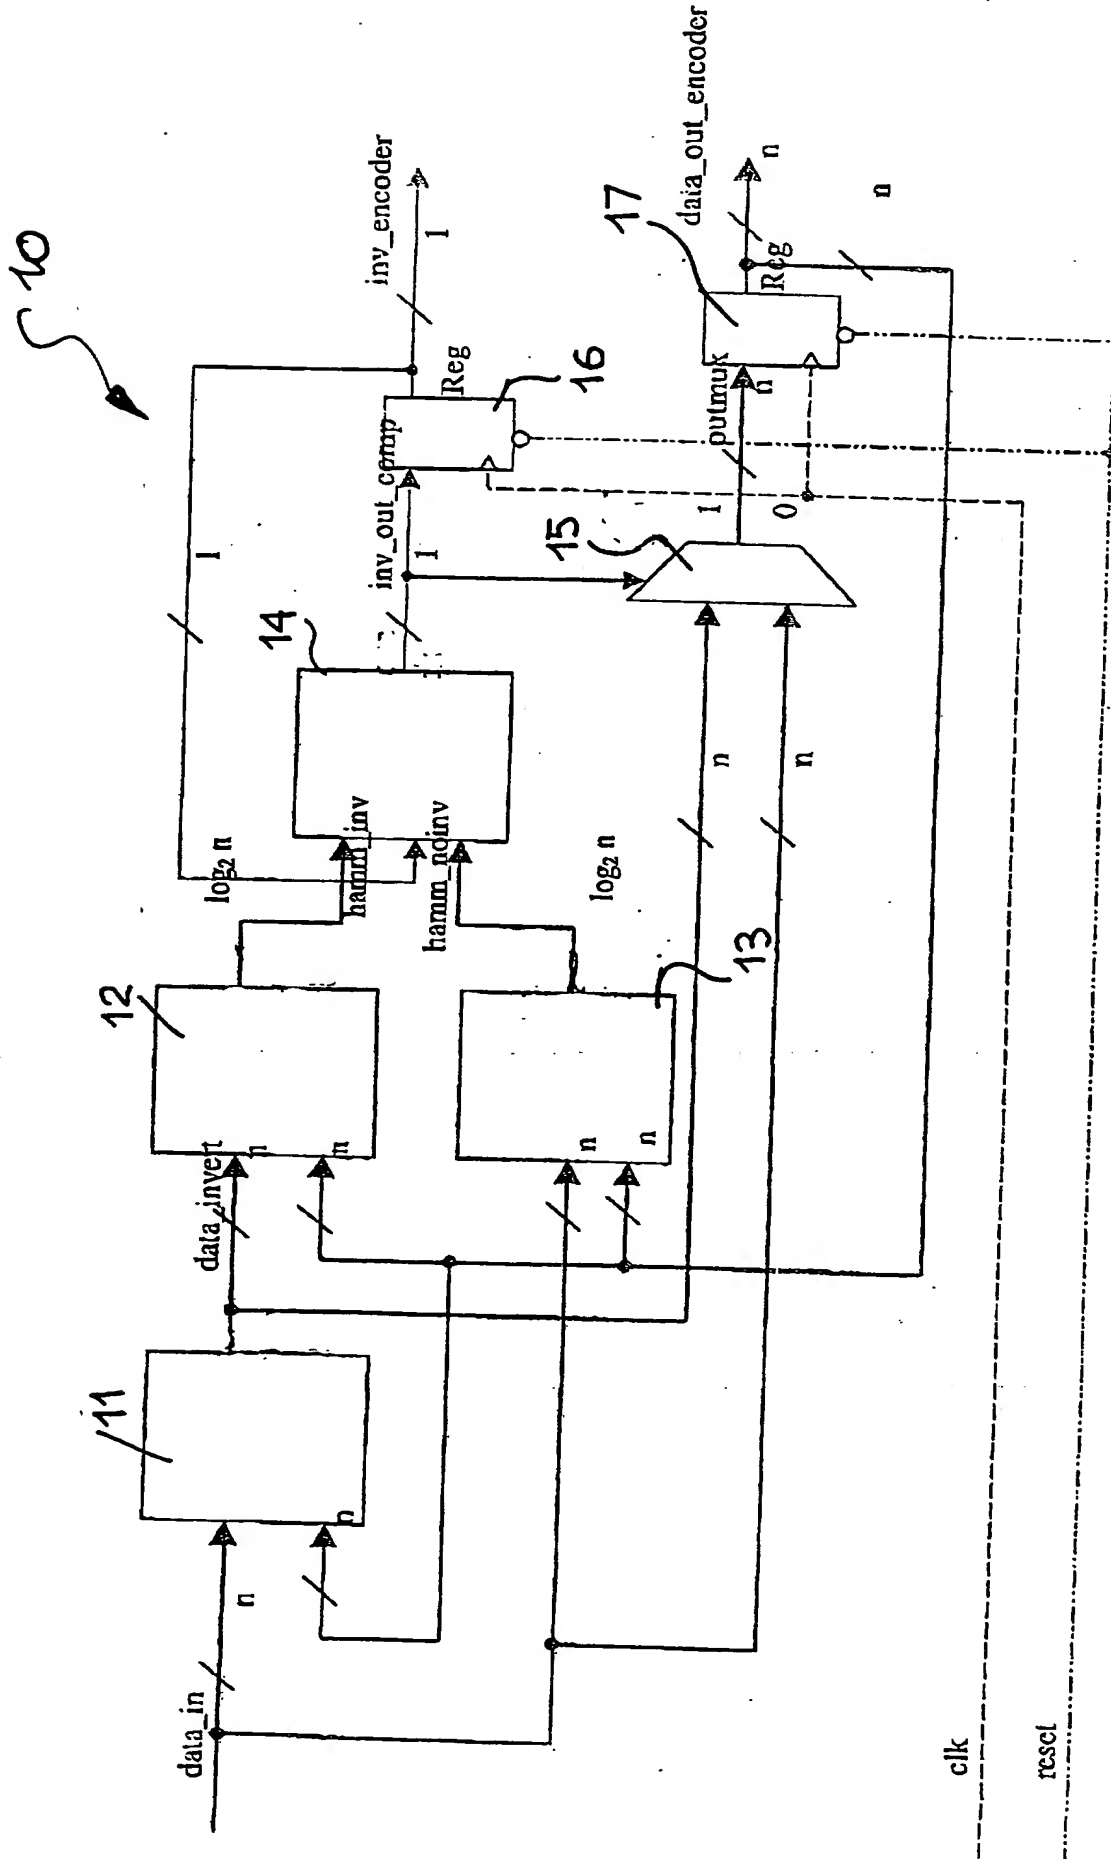 10
inv_encoder
1
data_out_encoder
n
n
17
Reg
Reg
16
1
inv_out_comp
1
outmux
n
1
0
15
14
log₂ n
hamm_inv
hamm_noinv
log₂ n
n
n
12
13
data_invert
n
n
n
n
11
n
n
data_in
clk
reset